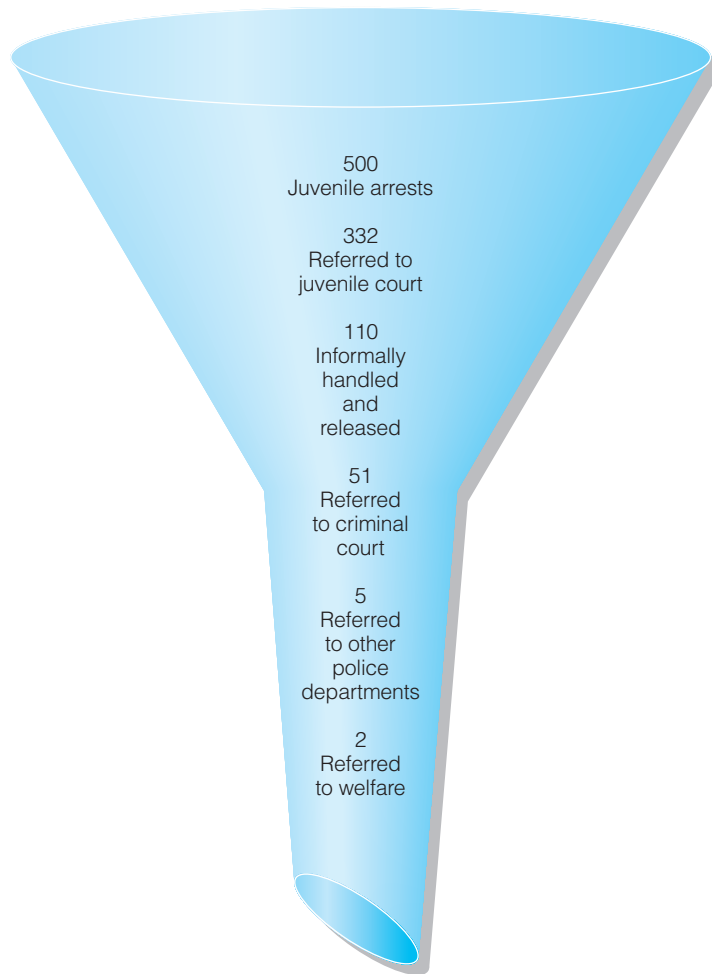 500
Juvenile arrests
332
Referred to
juvenile court
110
Informally
handled
and
released
51
Referred
to criminal
court
5
Referred
to other
police
departments
2
Referred
to welfare